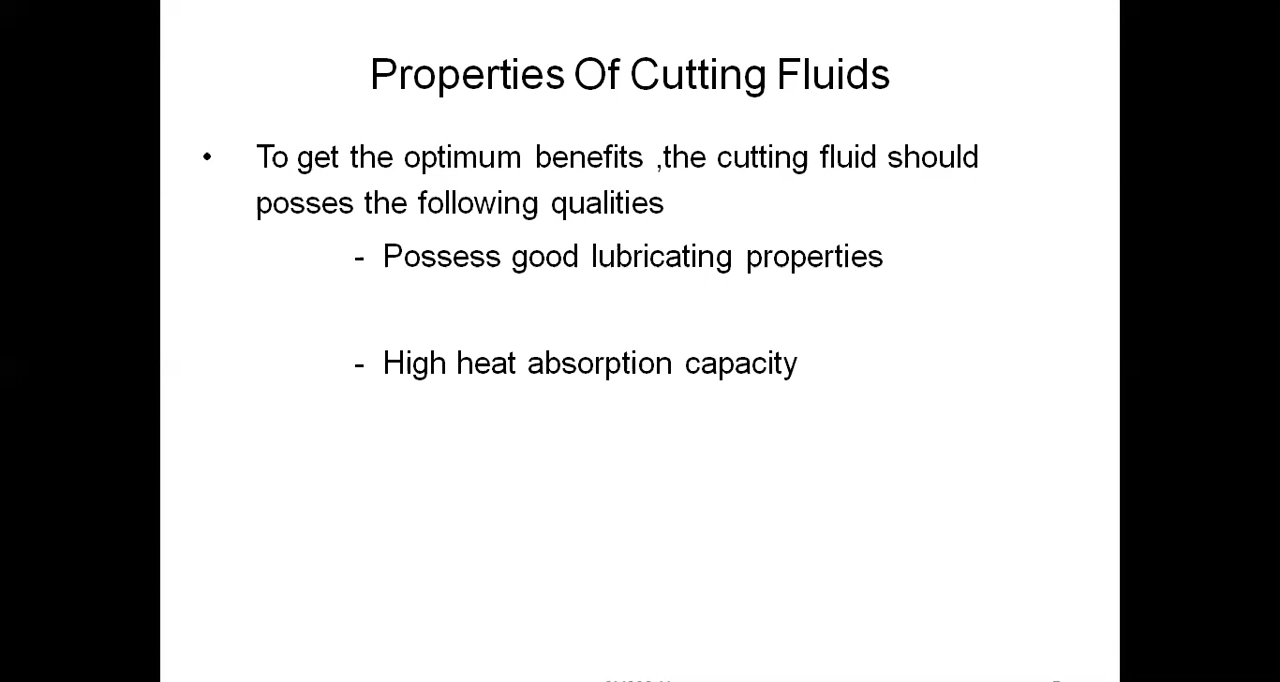 Properties Of Cutting Fluids
• To get the optimum benefits ,the cutting fluid should
posses the following qualities
- Possess good lubricating properties
- High heat absorption capacity